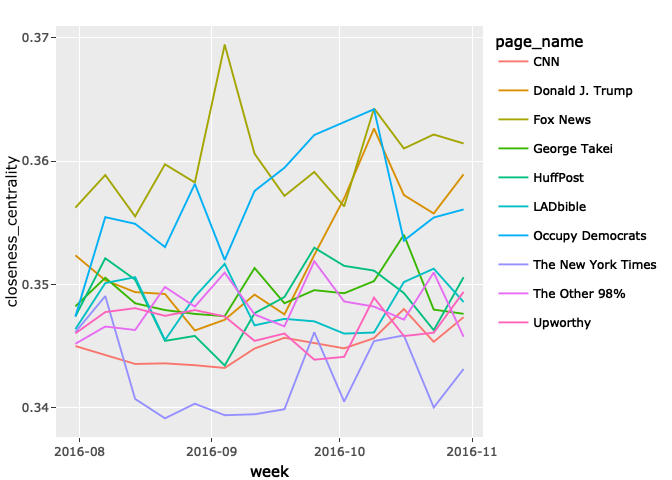 0.37
0.36
0.35
0.34
closeness_centrality
2016-08
2016-09
2016-10
2016-11
week
page_name
CNN
Donald J. Trump
Fox News
George Takei
HuffPost
LADbible
Occupy Democrats
The New York Times
The Other 98%
Upworthy